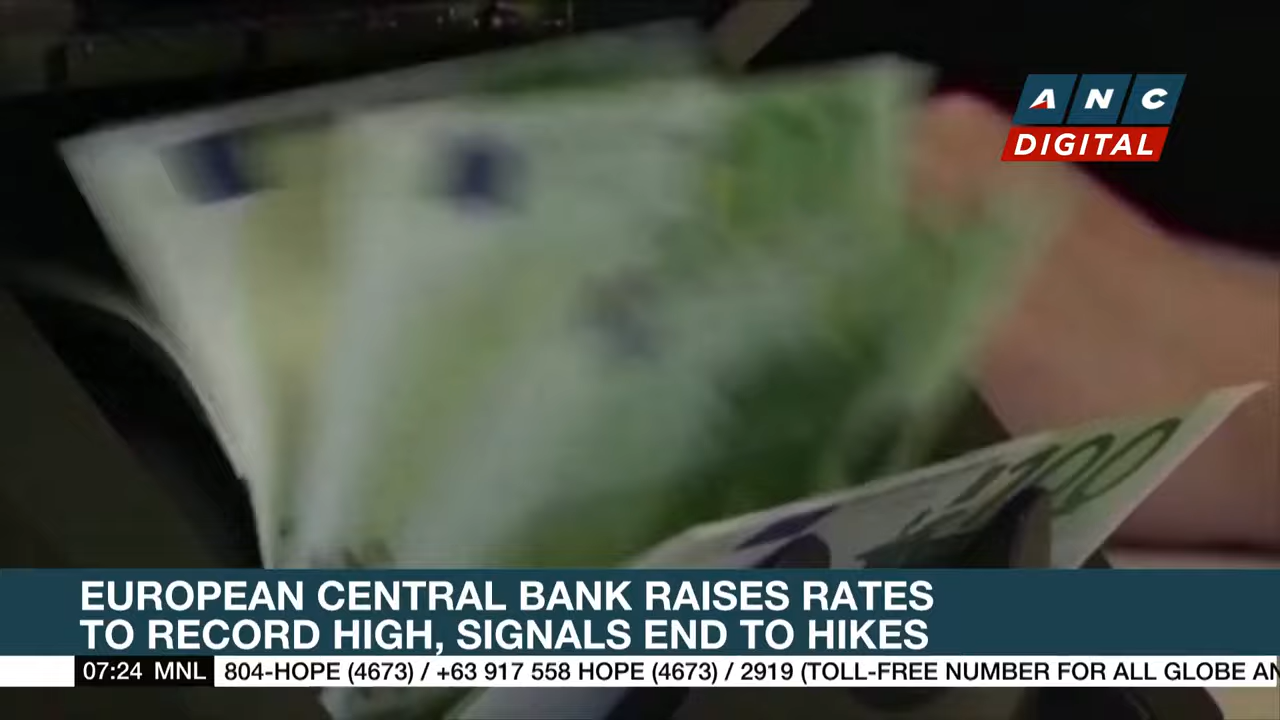 ANC
DIGITAL
100
EUROPEAN CENTRAL BANK RAISES RATES
TO RECORD HIGH, SIGNALS END TO HIKES
07:24 MNL 804-HOPE (4673) / +63 917 558 HOPE (4673) / 2919 (TOLL-FREE NUMBER FOR ALL GLOBE